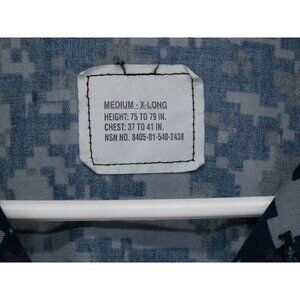 MEDIUM - X-LONG
HEIGHT: 75 TO 79 IN.
CHEST: 37 TO 41 IN.
NSN NO. 8405-01-540-2438